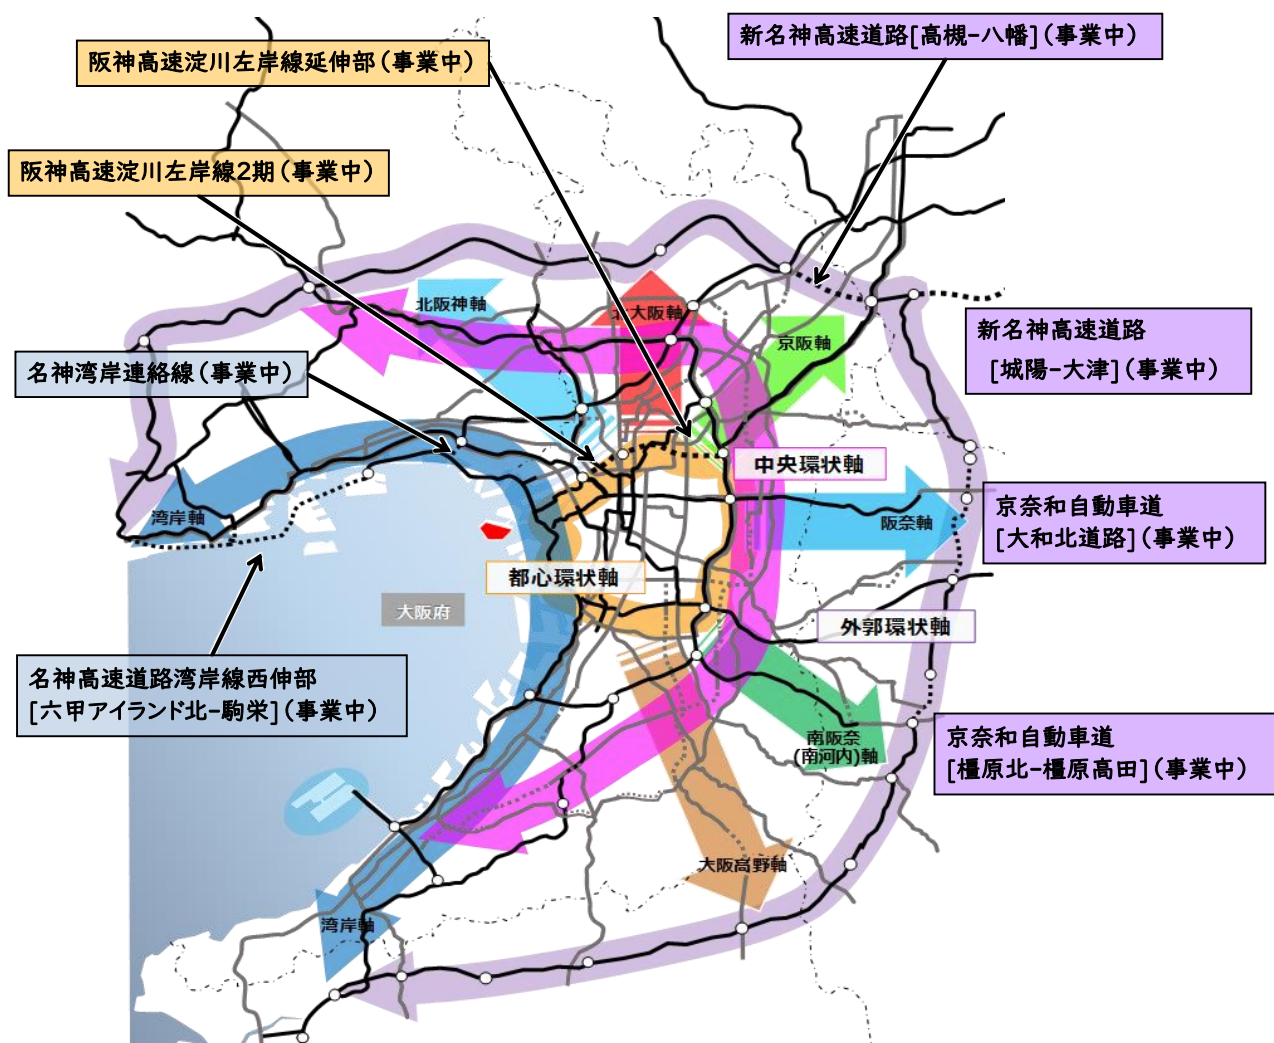 新名神高速道路[高槻−八幡](事業中)
阪神高速淀川左岸線延伸部(事業中)
阪神高速淀川左岸線2期(事業中)
北阪神軸
北大阪軸
京阪軸
新名神高速道路
[城陽−大津](事業中)
名神湾岸連絡線(事業中)
中央環状軸
湾岸軸
阪奈軸
京奈和自動車道
[大和北道路](事業中)
都心環状軸
大阪府
外郭環状軸
名神高速道路湾岸線西伸部
[六甲アイランド北−駒栄](事業中)
南阪奈
(南河内)軸
京奈和自動車道
[橿原北−橿原高田](事業中)
大阪高野軸
湾岸軸